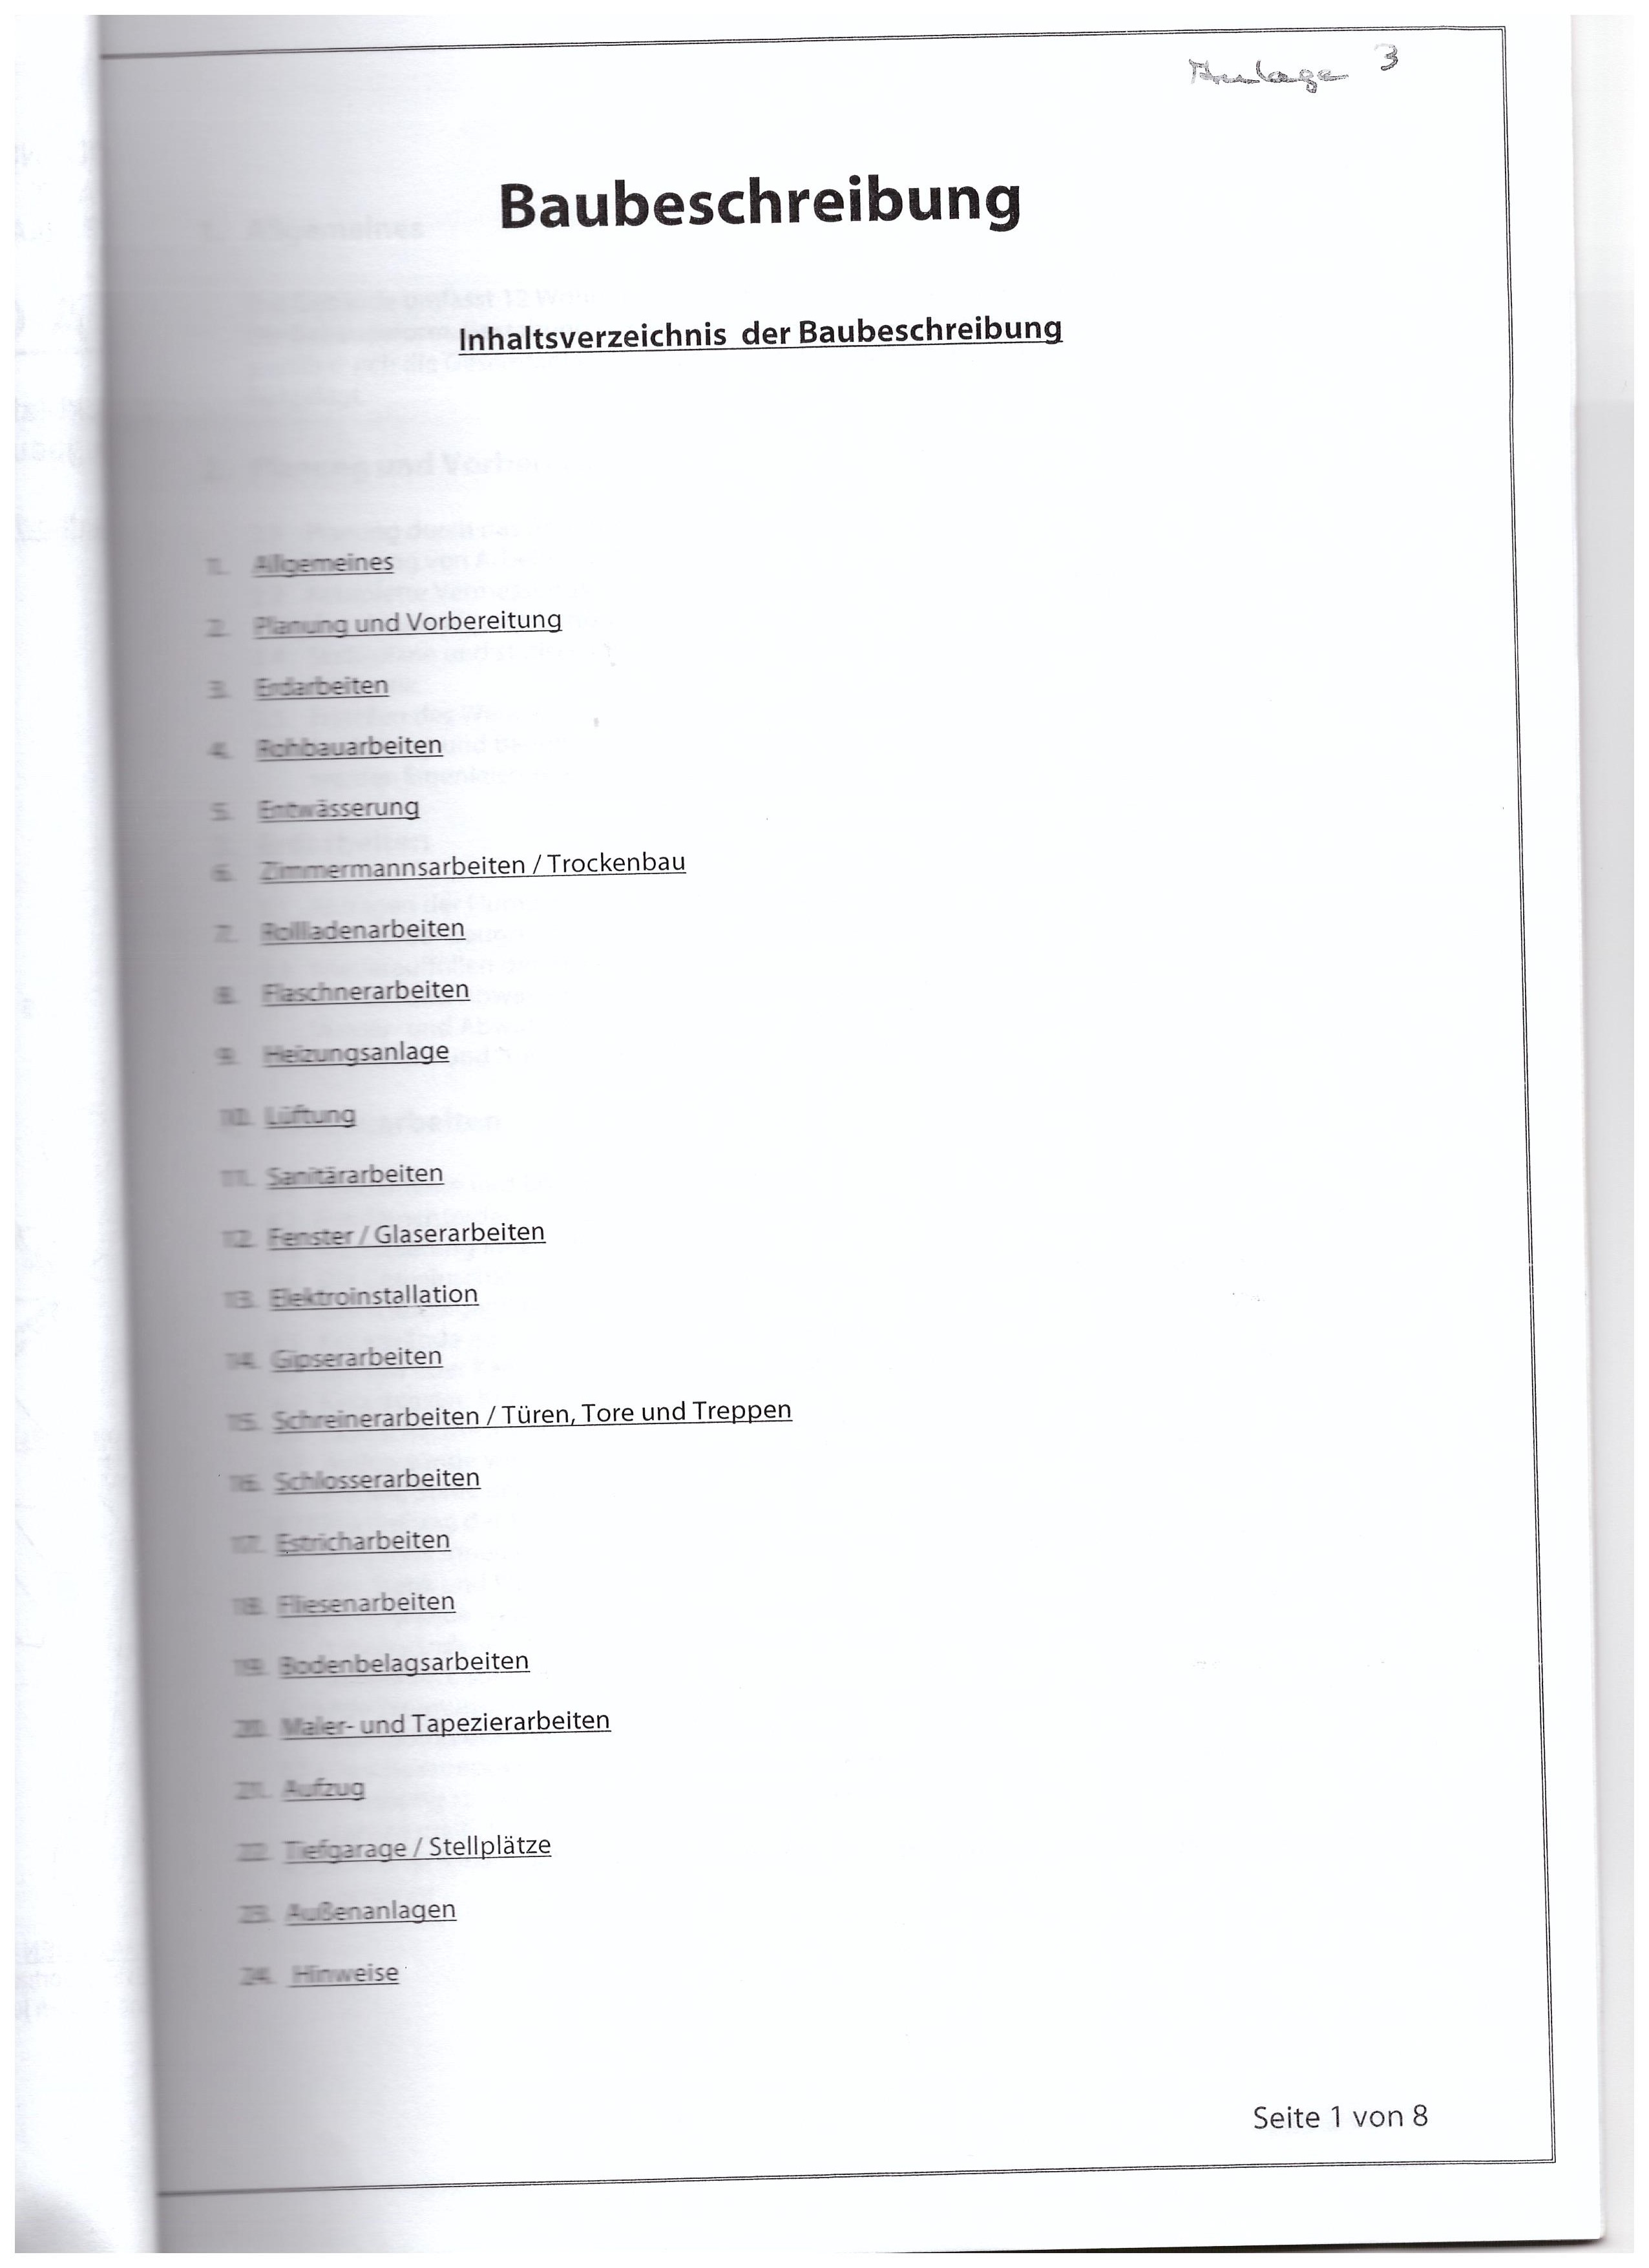 Anlage 3
Baubeschreibung
Inhaltsverzeichnis der Baubeschreibung
1. Allgemeines
2. Planung und Vorbereitung
3. Erdarbeiten
4. Rohbauarbeiten
5. Entwässerung
6. Zimmermannsarbeiten / Trockenbau
7. Rollladenarbeiten
8. Flaschnerarbeiten
9. Heizungsanlage
10. Lüftung
11. Sanitärarbeiten
12. Fenster / Glaserarbeiten
13. Elektroinstallation
14. Gipserarbeiten
15. Schreinerarbeiten / Türen, Tore und Treppen
16. Schlosserarbeiten
17. Estricharbeiten
18. Fliesenarbeiten
19. Bodenbelagsarbeiten
20. Maler- und Tapezierarbeiten
21. Aufzug
22. Tiefgarage / Stellplätze
23. Außenanlagen
24. Hinweise
Seite 1 von 8